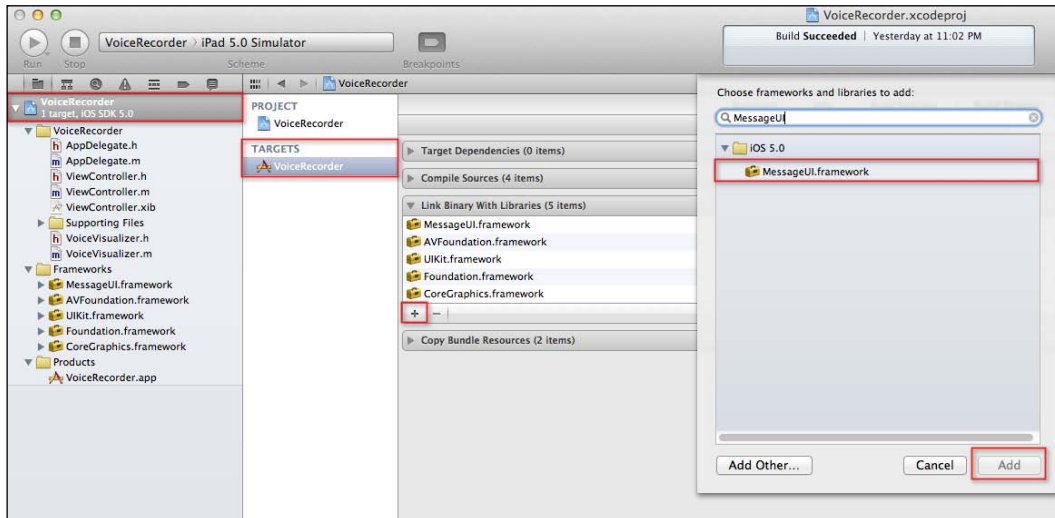 VoiceRecorder.xcodeproj
VoiceRecorder › iPad 5.0 Simulator
Build Succeeded | Yesterday at 11:02 PM
Run
Stop
Scheme
Breakpoints
VoiceRecorder
1 target, iOS SDK 5.0
VoiceRecorder
AppDelegate.h
AppDelegate.m
ViewController.h
ViewController.m
ViewController.xib
Supporting Files
VoiceVisualizer.h
VoiceVisualizer.m
Frameworks
MessageUI.framework
AVFoundation.framework
UIKit.framework
Foundation.framework
CoreGraphics.framework
Products
VoiceRecorder.app
VoiceRecorder
PROJECT
VoiceRecorder
TARGETS
VoiceRecorder
Target Dependencies (0 items)
Compile Sources (4 items)
Link Binary With Libraries (5 items)
MessageUI.framework
AVFoundation.framework
UIKit.framework
Foundation.framework
CoreGraphics.framework
+ −
Copy Bundle Resources (2 items)
Choose frameworks and libraries to add:
MessageUI
iOS 5.0
MessageUI.framework
Add Other...
Cancel
Add